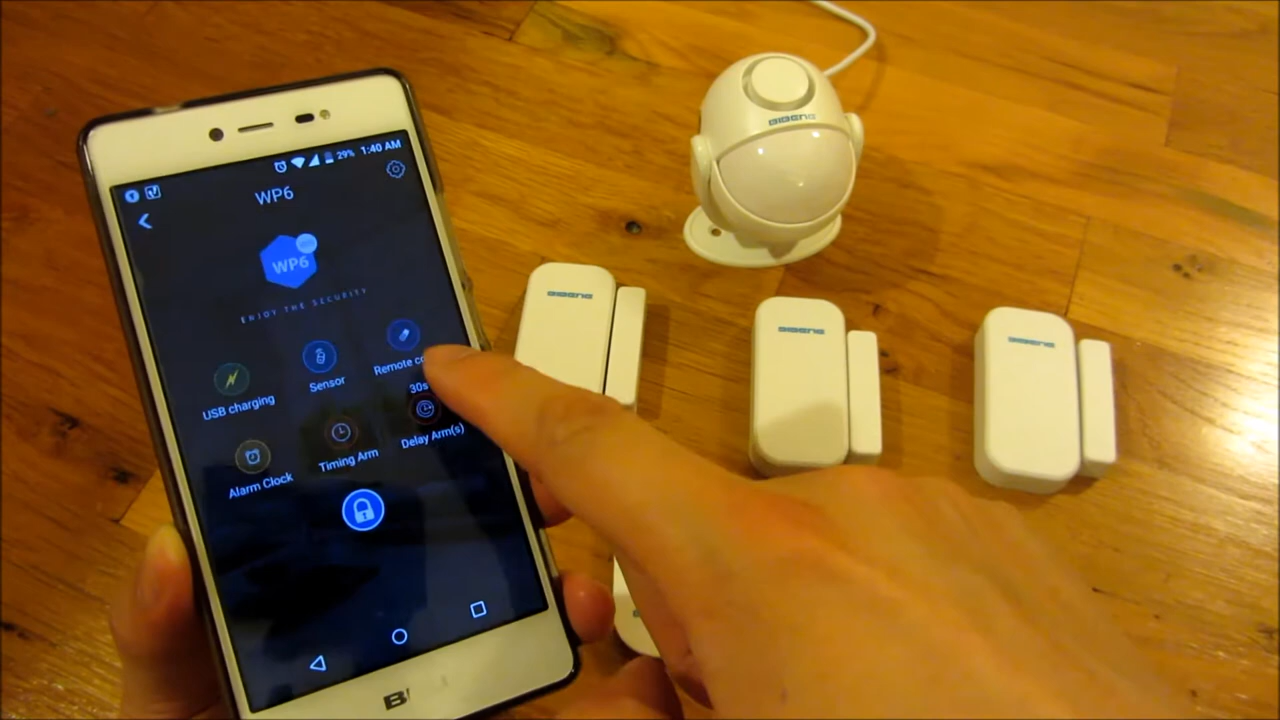 29% 1:40 AM
WP6
WP6
ENJOY THE SECURITY
USB charging
Sensor
Remote
30s
Alarm Clock
Timing Arm
Delay Arm(s)